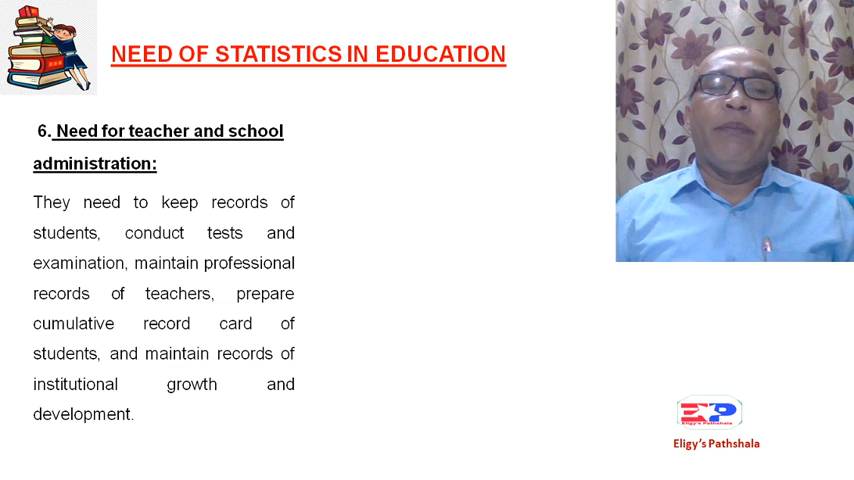 NEED OF STATISTICS IN EDUCATION
6. Need for teacher and school
administration:
They need to keep records of
students, conduct tests and
examination, maintain professional
records of teachers, prepare
cumulative record card of
students, and maintain records of
institutional growth and
development.
EXP
Eligy's Pathshala
Eligy's Pathshala